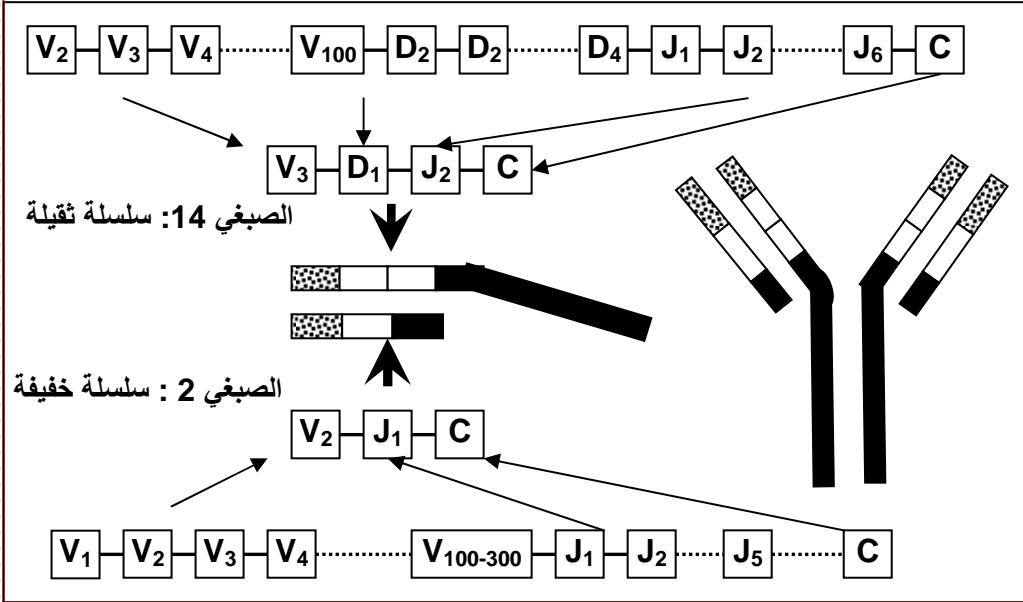 V₂ V₃ V₄ V₁₀₀ D₂ D₂ D₄ J₁ J₂ J₆ C
V₃ D₁ J₂ C
الصبغي 14: سلسلة ثقيلة
الصبغي 2 : سلسلة خفيفة
V₂ J₁ C
V₁ V₂ V₃ V₄ V₁₀₀₋₃₀₀ J₁ J₂ J₅ C